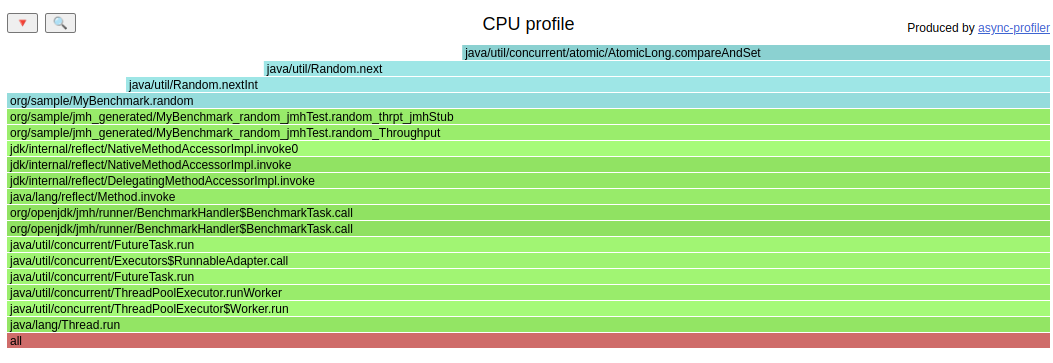 🔻 🔍 CPU profile Produced by async-profiler
java/util/concurrent/atomic/AtomicLong.compareAndSet
java/util/Random.next
java/util/Random.nextInt
org/sample/MyBenchmark.random
org/sample/jmh_generated/MyBenchmark_random_jmhTest.random_thrpt_jmhStub
org/sample/jmh_generated/MyBenchmark_random_jmhTest.random_Throughput
jdk/internal/reflect/NativeMethodAccessorImpl.invoke0
jdk/internal/reflect/NativeMethodAccessorImpl.invoke
jdk/internal/reflect/DelegatingMethodAccessorImpl.invoke
java/lang/reflect/Method.invoke
org/openjdk/jmh/runner/BenchmarkHandler$BenchmarkTask.call
org/openjdk/jmh/runner/BenchmarkHandler$BenchmarkTask.call
java/util/concurrent/FutureTask.run
java/util/concurrent/Executors$RunnableAdapter.call
java/util/concurrent/FutureTask.run
java/util/concurrent/ThreadPoolExecutor.runWorker
java/util/concurrent/ThreadPoolExecutor$Worker.run
java/lang/Thread.run
all